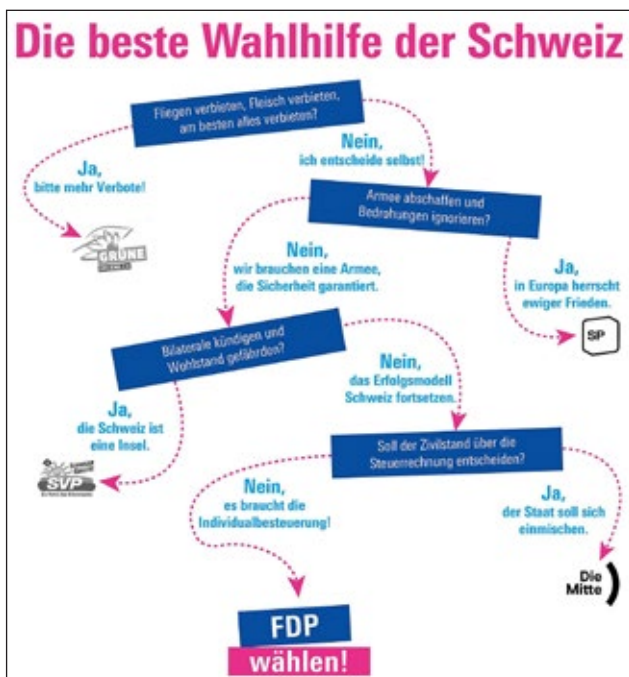 Die beste Wahlhilfe der Schweiz
Fliegen verbieten, Fleisch verbieten,
am besten alles verbieten?
Ja,
bitte mehr Verbote!
Nein,
ich entscheide selbst!
GRÜNE
Armee abschaffen und
Bedrohungen ignorieren?
Nein,
wir brauchen eine Armee,
die Sicherheit garantiert.
Ja,
in Europa herrscht
ewiger Frieden.
SP
Bilaterale kündigen und
Wohlstand gefährden?
Ja,
die Schweiz ist
eine Insel.
SVP
Nein,
das Erfolgsmodell
Schweiz fortsetzen.
Soll der Zivilstand über die
Steuerrechnung entscheiden?
Nein,
es braucht die
Individualbesteuerung!
Ja,
der Staat soll sich
einmischen.
Die
Mitte
FDP
wählen!